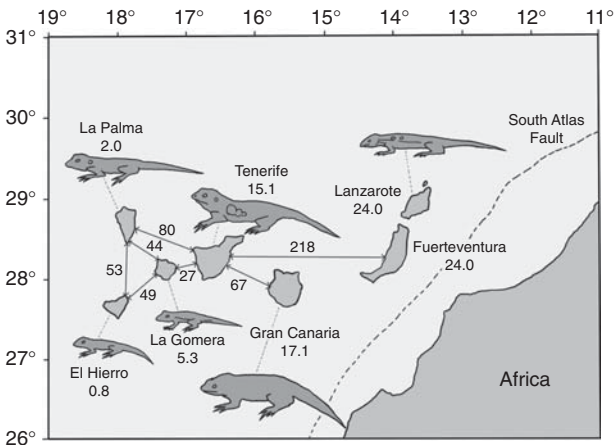 19° 18° 17° 16° 15° 14° 13° 12° 11°
31°
30°
29°
28°
27°
26°
La Palma
2.0
Tenerife
15.1
South Atlas
Fault
Lanzarote
24.0
Fuerteventura
24.0
80
44
53
49
27
67
218
La Gomera
5.3
Gran Canaria
17.1
El Hierro
0.8
Africa